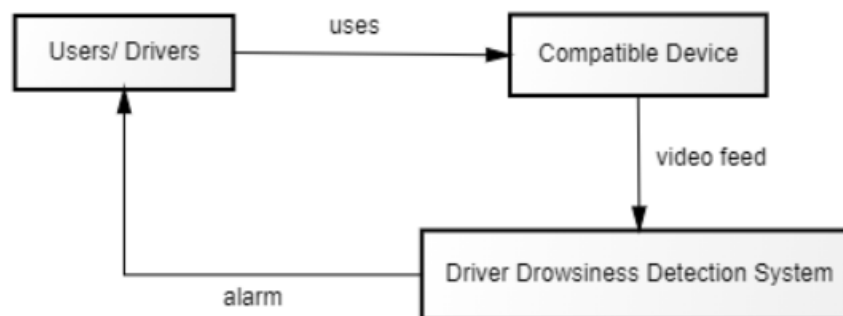 uses
Users/ Drivers
Compatible Device
video feed
Driver Drowsiness Detection System
alarm